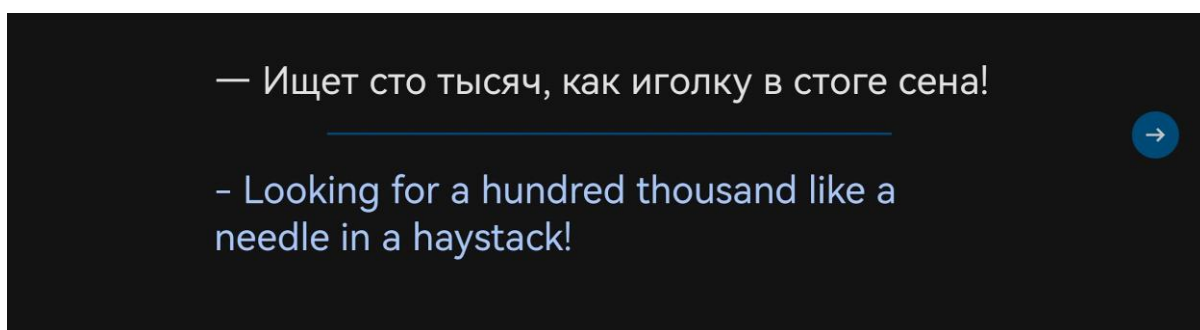 — Ищет сто тысяч, как иголку в стоге сена!
– Looking for a hundred thousand like a
needle in a haystack!